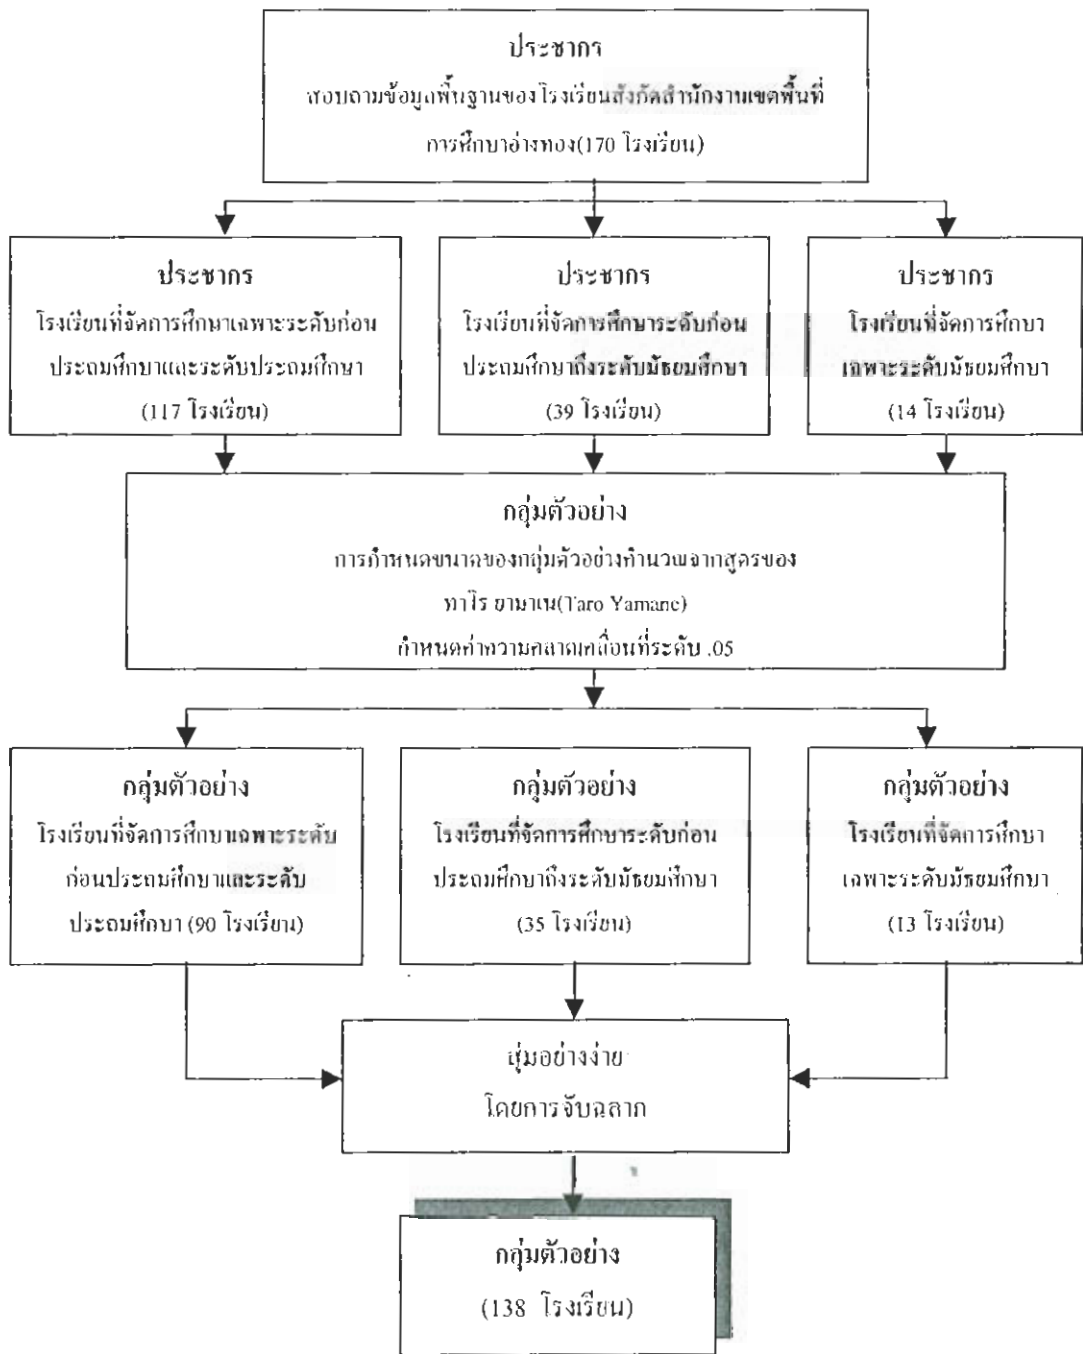 ประชากร
สอบถามข้อมูลพื้นฐานของโรงเรียนสังกัดสำนักงานเขตพื้นที่
การศึกษาอ่างทอง(170 โรงเรียน)
ประชากร
โรงเรียนที่จัดการศึกษาเฉพาะระดับก่อน
ประถมศึกษาและระดับประถมศึกษา
(117 โรงเรียน)
ประชากร
โรงเรียนที่จัดการศึกษาระดับก่อน
ประถมศึกษาถึงระดับมัธยมศึกษา
(39 โรงเรียน)
ประชากร
โรงเรียนที่จัดการศึกษา
เฉพาะระดับมัธยมศึกษา
(14 โรงเรียน)
กลุ่มตัวอย่าง
การกำหนดขนาดของกลุ่มตัวอย่างคำนวณจากสูตรของ
ทาโร ยามาเน(Taro Yamane)
กำหนดค่าความคลาดเคลื่อนที่ระดับ .05
กลุ่มตัวอย่าง
โรงเรียนที่จัดการศึกษาเฉพาะระดับ
ก่อนประถมศึกษาและระดับ
ประถมศึกษา (90 โรงเรียน)
กลุ่มตัวอย่าง
โรงเรียนที่จัดการศึกษาระดับก่อน
ประถมศึกษาถึงระดับมัธยมศึกษา
(35 โรงเรียน)
กลุ่มตัวอย่าง
โรงเรียนที่จัดการศึกษา
เฉพาะระดับมัธยมศึกษา
(13 โรงเรียน)
สุ่มอย่างง่าย
โดยการจับฉลาก
กลุ่มตัวอย่าง
(138 โรงเรียน)